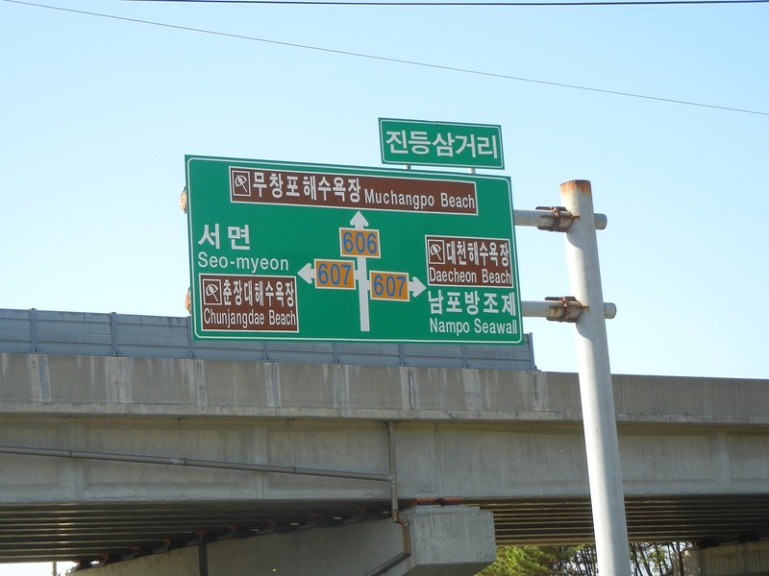 진등삼거리
무창포해수욕장 Muchangpo Beach
서면
Seo-myeon
춘장대해수욕장
Chunjangdae Beach
606
607
607
대천해수욕장
Daecheon Beach
남포방조제
Nampo Seawall